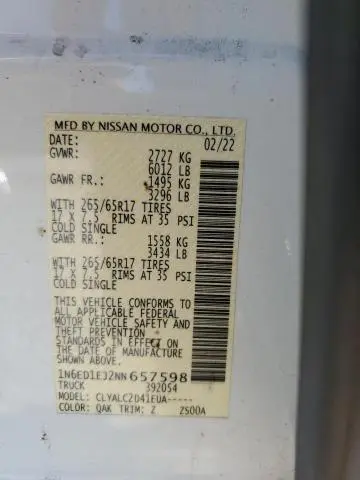 MFD BY NISSAN MOTOR CO., LTD.
DATE: 02/22
GVWR: 2727 KG
6012 LB
GAWR FR.: 1495 KG
3296 LB
WITH 265/65R17 TIRES
17 X 7.5 RIMS AT 35 PSI
COLD SINGLE
GAWR RR.: 1558 KG
3434 LB
WITH 265/65R17 TIRES
17 X 7.5 RIMS AT 35 PSI
COLD SINGLE
THIS VEHICLE CONFORMS TO
ALL APPLICABLE FEDERAL
MOTOR VEHICLE SAFETY AND
THEFT PREVENTION
STANDARDS IN EFFECT ON
THE DATE OF MANUFACTURE
SHOWN ABOVE.
1N6ED1EJ2NN657598
TRUCK 392054
MODEL: CLYALC2D41EUA-----
COLOR: QAK TRIM: Z Z500A